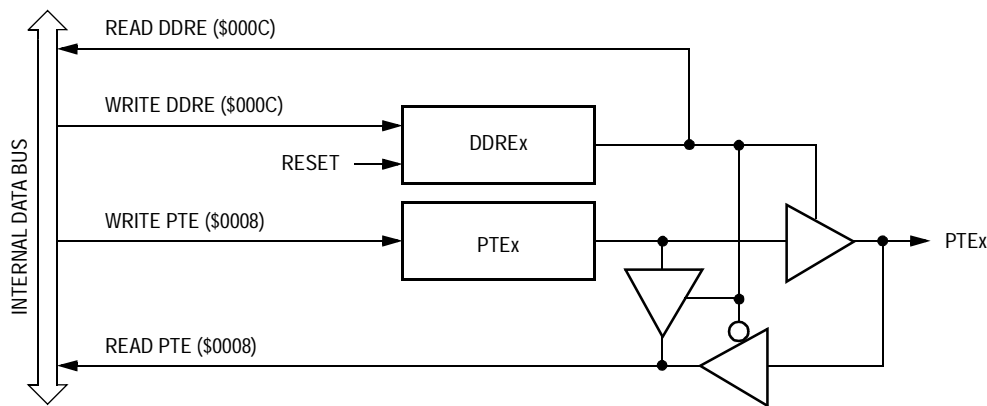 READ DDRE ($000C)
WRITE DDRE ($000C)
DDREx
RESET
WRITE PTE ($0008)
PTEx
PTEx
READ PTE ($0008)
INTERNAL DATA BUS